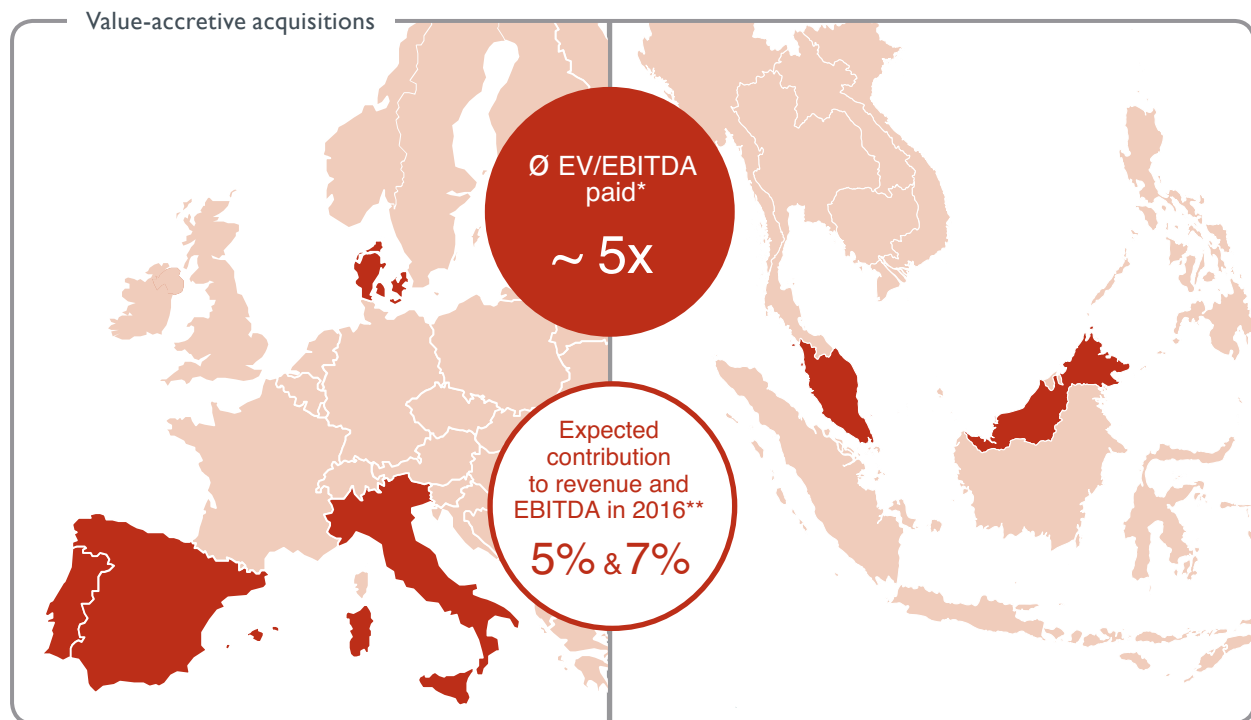 Value-accretive acquisitions
Ø EV/EBITDA
paid*
~ 5x
Expected
contribution
to revenue and
EBITDA in 2016**
5% & 7%